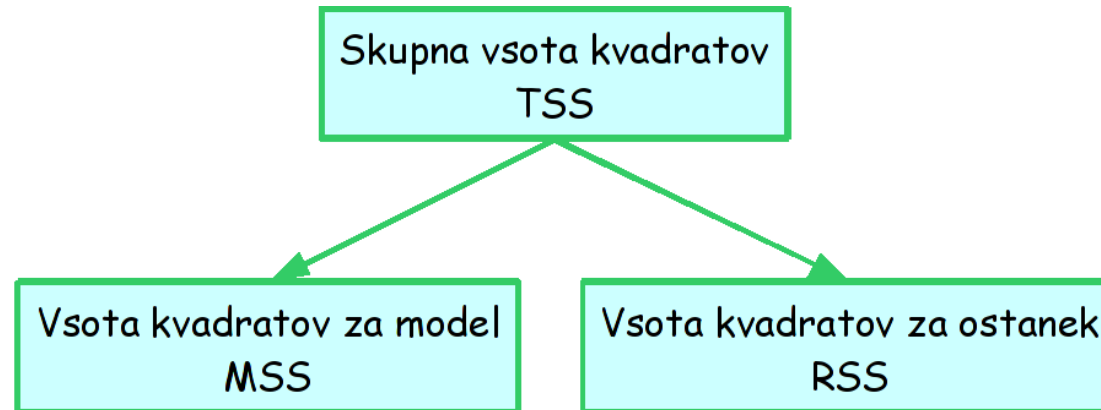 Skupna vsota kvadratov
TSS
Vsota kvadratov za model
MSS
Vsota kvadratov za ostanek
RSS